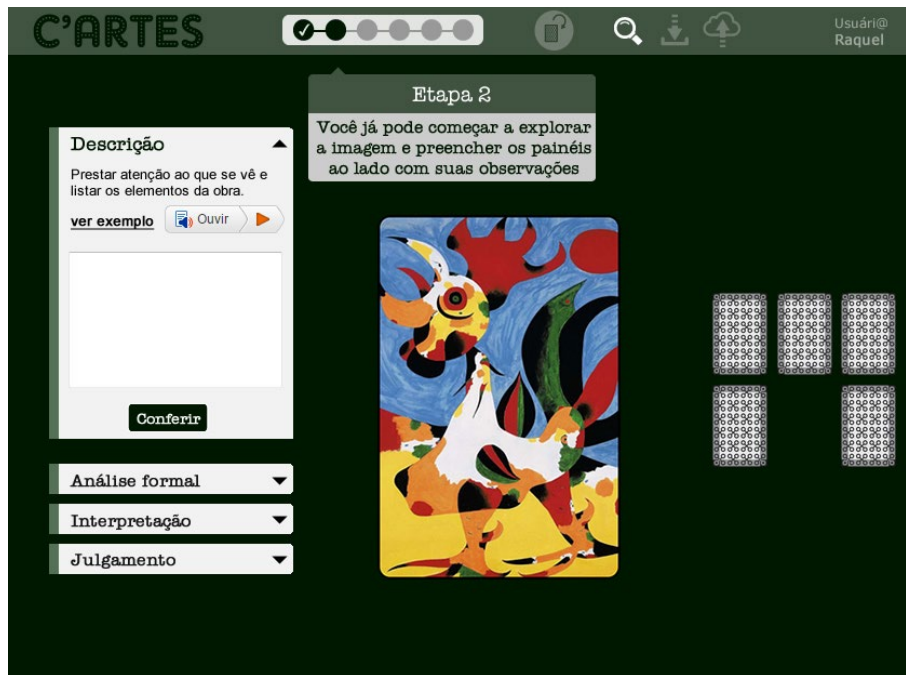 C'ARTES
Usuári@
Raquel
Etapa 2
Você já pode começar a explorar
a imagem e preencher os painéis
ao lado com suas observações
Descrição
Prestar atenção ao que se vê e
listar os elementos da obra.
ver exemplo
Ouvir
Conferir
Análise formal
Interpretação
Julgamento